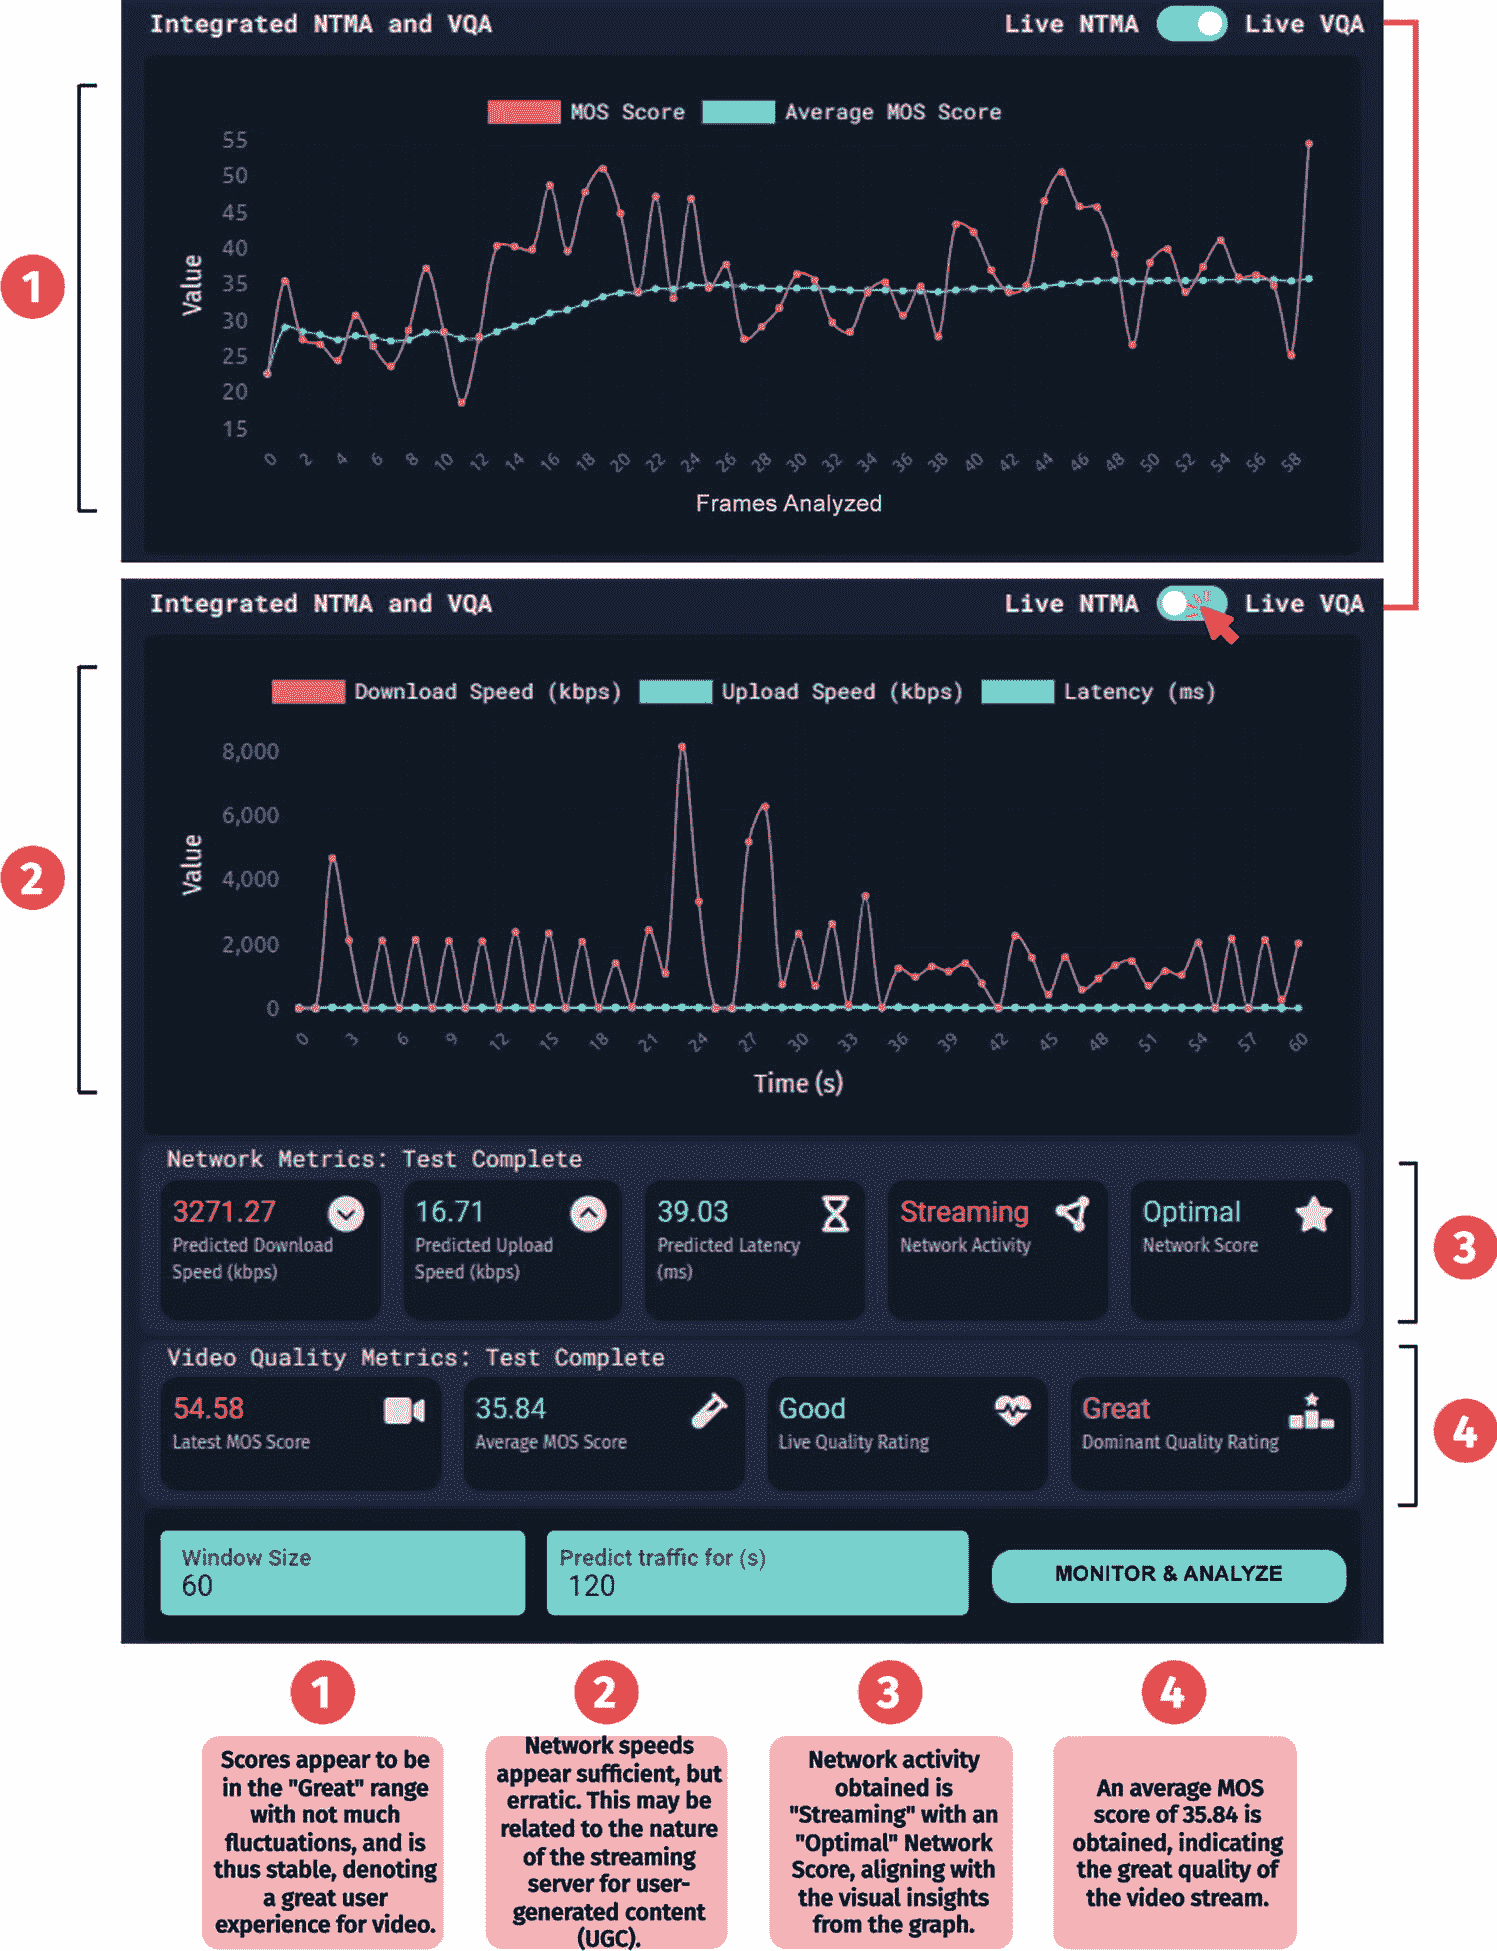 Integrated NTMA and VQA
Live NTMA Live VQA
1
MOS Score Average MOS Score
55
50
45
40
35
30
25
20
15
Value
0 2 4 6 8 10 12 14 16 18 20 22 24 26 28 30 32 34 36 38 40 42 44 46 48 50 52 54 56 58
Frames Analyzed
Integrated NTMA and VQA
Live NTMA Live VQA
2
Download Speed (kbps) Upload Speed (kbps) Latency (ms)
8,000
6,000
4,000
2,000
0
Value
0 3 6 9 12 15 18 21 24 27 30 33 36 39 42 45 48 51 54 57 60
Time (s)
Network Metrics: Test Complete
3
3271.27
Predicted Download
Speed (kbps)
16.71
Predicted Upload
Speed (kbps)
39.03
Predicted Latency
(ms)
Streaming
Network Activity
Optimal
Network Score
Video Quality Metrics: Test Complete
4
54.58
Latest MOS Score
35.84
Average MOS Score
Good
Live Quality Rating
Great
Dominant Quality Rating
Window Size
60
Predict traffic for (s)
120
MONITOR & ANALYZE
1
Scores appear to be
in the "Great" range
with not much
fluctuations, and is
thus stable, denoting
a great user
experience for video.
2
Network speeds
appear sufficient, but
erratic. This may be
related to the nature
of the streaming
server for user-
generated content
(UGC).
3
Network activity
obtained is
"Streaming" with an
"Optimal" Network
Score, aligning with
the visual insights
from the graph.
4
An average MOS
score of 35.84 is
obtained, indicating
the great quality of
the video stream.